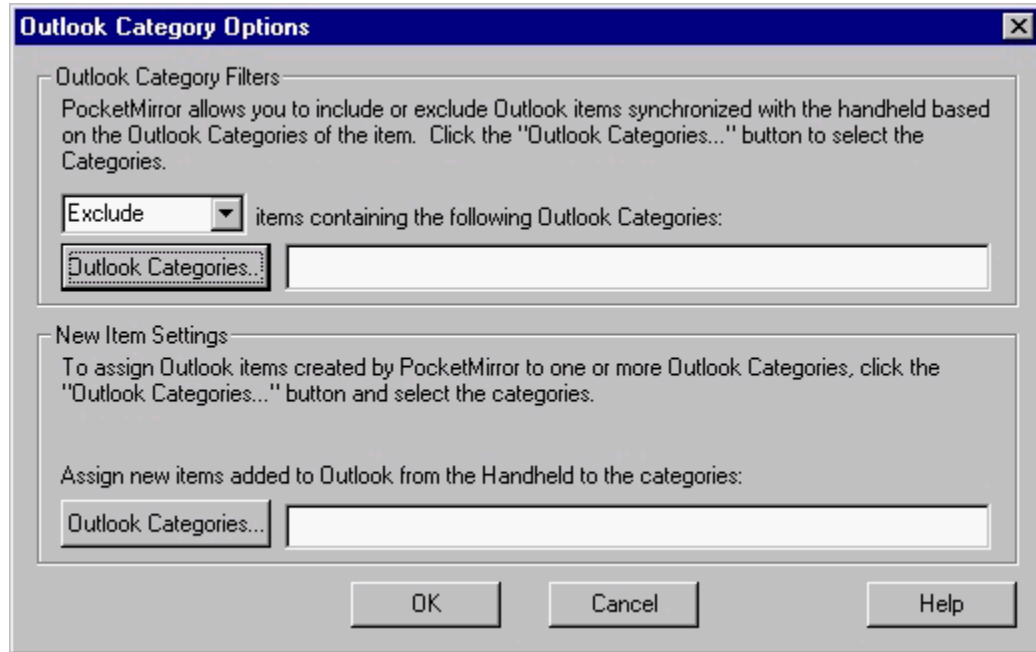 Outlook Category Options
Outlook Category Filters
PocketMirror allows you to include or exclude Outlook items synchronized with the handheld based
on the Outlook Categories of the item.  Click the "Outlook Categories..." button to select the
Categories.
Exclude items containing the following Outlook Categories:
Outlook Categories...
New Item Settings
To assign Outlook items created by PocketMirror to one or more Outlook Categories, click the
"Outlook Categories..." button and select the categories.
Assign new items added to Outlook from the Handheld to the categories:
Outlook Categories...
OK Cancel Help